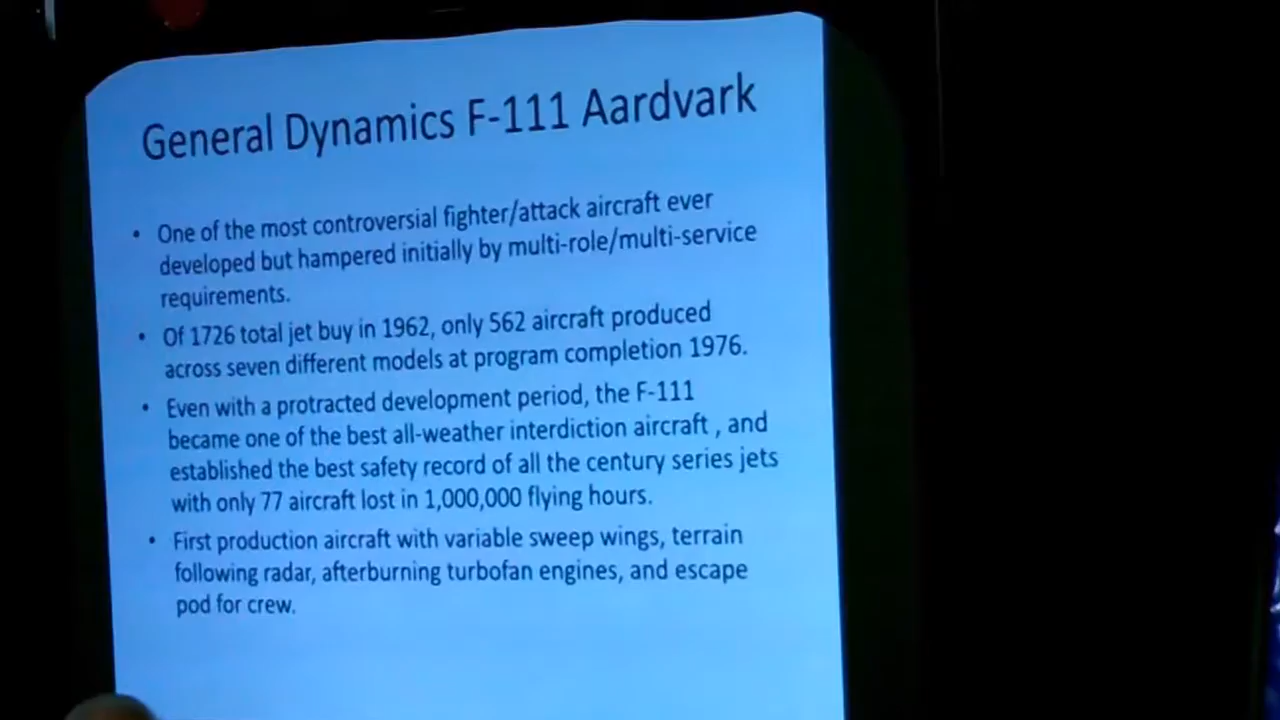 General Dynamics F-111 Aardvark
• One of the most controversial fighter/attack aircraft ever
developed but hampered initially by multi-role/multi-service
requirements.
• Of 1726 total jet buy in 1962, only 562 aircraft produced
across seven different models at program completion 1976.
• Even with a protracted development period, the F-111
became one of the best all-weather interdiction aircraft , and
established the best safety record of all the century series jets
with only 77 aircraft lost in 1,000,000 flying hours.
• First production aircraft with variable sweep wings, terrain
following radar, afterburning turbofan engines, and escape
pod for crew.